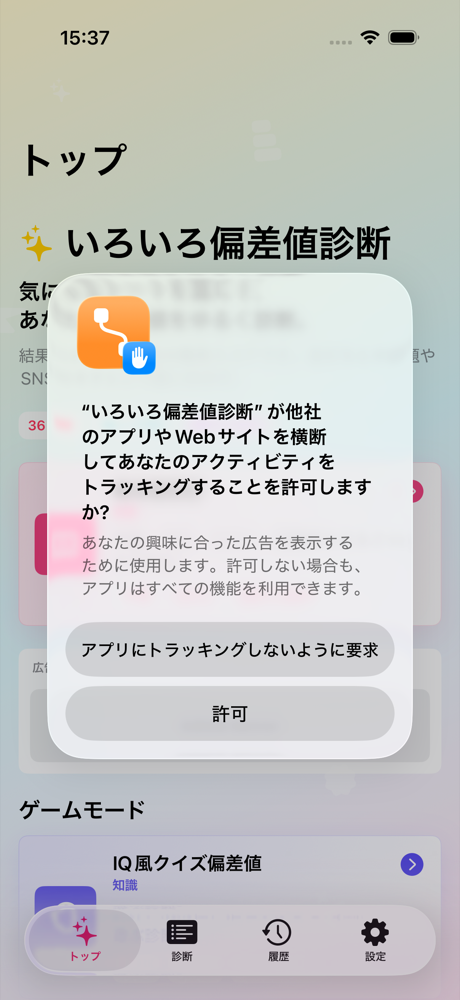 15:37
トップ
✨ いろいろ偏差値診断
気に
あな
結果
題や
SNS
36
“いろいろ偏差値診断” が他社
のアプリやWebサイトを横断
してあなたのアクティビティを
トラッキングすることを許可します
か?
あなたの興味に合った広告を表示する
ために使用します。許可しない場合も、
アプリはすべての機能を利用できます。
アプリにトラッキングしないように要求
許可
広告
ゲームモード
IQ風クイズ偏差値
知識
トップ
診断
履歴
設定